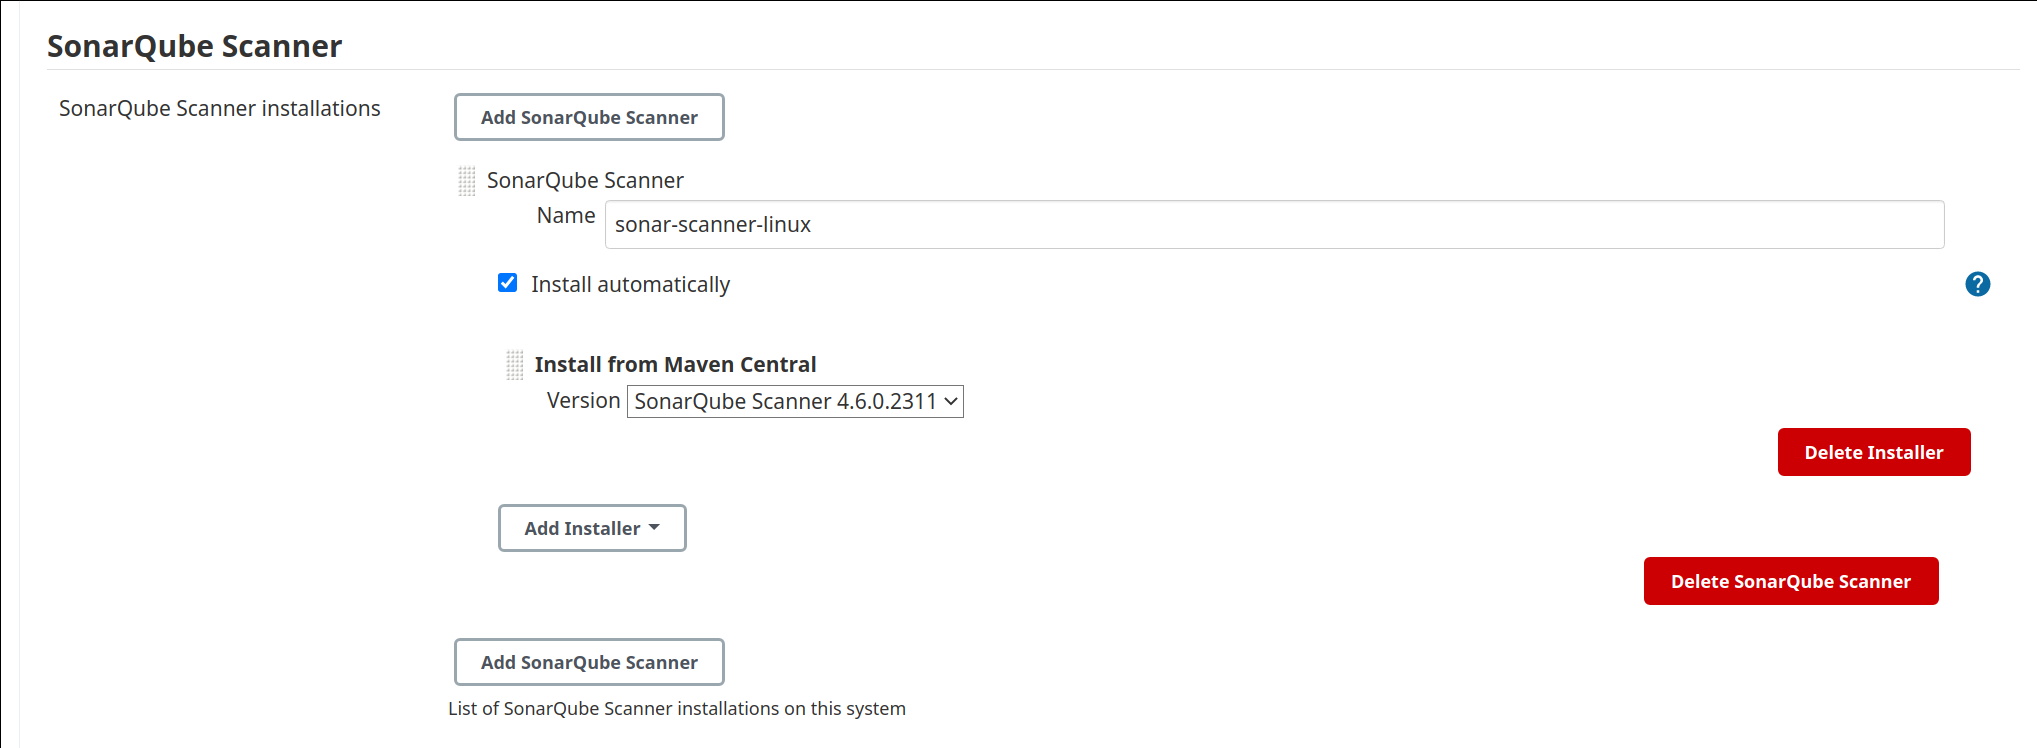 SonarQube Scanner
SonarQube Scanner installations
Add SonarQube Scanner
SonarQube Scanner
Name
sonar-scanner-linux
Install automatically
?
Install from Maven Central
Version
SonarQube Scanner 4.6.0.2311
Delete Installer
Add Installer
Delete SonarQube Scanner
Add SonarQube Scanner
List of SonarQube Scanner installations on this system